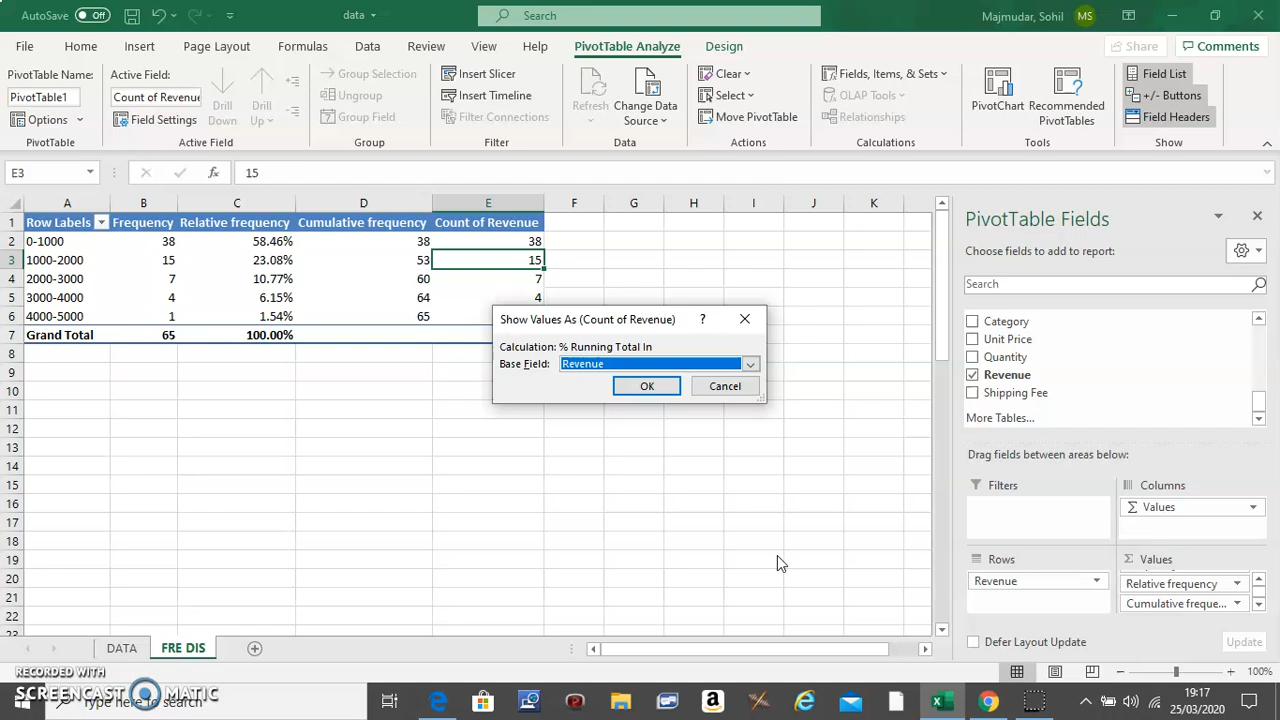 AutoSave Off
data
Search
Majmudar, Sohil MS
File Home Insert Page Layout Formulas Data Review View Help PivotTable Analyze Design Share Comments
PivotTable Name:
PivotTable1
Options
PivotTable
Active Field:
Count of Revenu
Field Settings
Drill Down
Drill Up
Active Field
Group Selection
Ungroup
Group Field
Group
Insert Slicer
Insert Timeline
Filter Connections
Filter
Refresh
Change Data Source
Data
Clear
Select
Move PivotTable
Actions
Fields, Items, & Sets
OLAP Tools
Relationships
Calculations
PivotChart
Recommended PivotTables
Tools
Field List
+/- Buttons
Field Headers
Show
E3 fx 15
A B C D E F G H I J K
1 Row Labels Frequency Relative frequency Cumulative frequency Count of Revenue
2 0-1000 38 58.46% 38 38
3 1000-2000 15 23.08% 53 15
4 2000-3000 7 10.77% 60 7
5 3000-4000 4 6.15% 64 4
6 4000-5000 1 1.54% 65
7 Grand Total 65 100.00%
8
9
10
11
12
13
14
15
16
17
18
19
20
21
22
23
Show Values As (Count of Revenue) ?
Calculation: % Running Total In
Base Field: Revenue
OK Cancel
PivotTable Fields
Choose fields to add to report:
Search
Category
Unit Price
Quantity
Revenue
Shipping Fee
More Tables...
Drag fields between areas below:
Filters
Columns
Σ Values
Rows
Revenue
Σ Values
Relative frequency
Cumulative freque...
Defer Layout Update
Update
DATA FRE DIS
100%
RECORDED WITH
SCREENCAST MATIC
Type here to search
19:17
25/03/2020